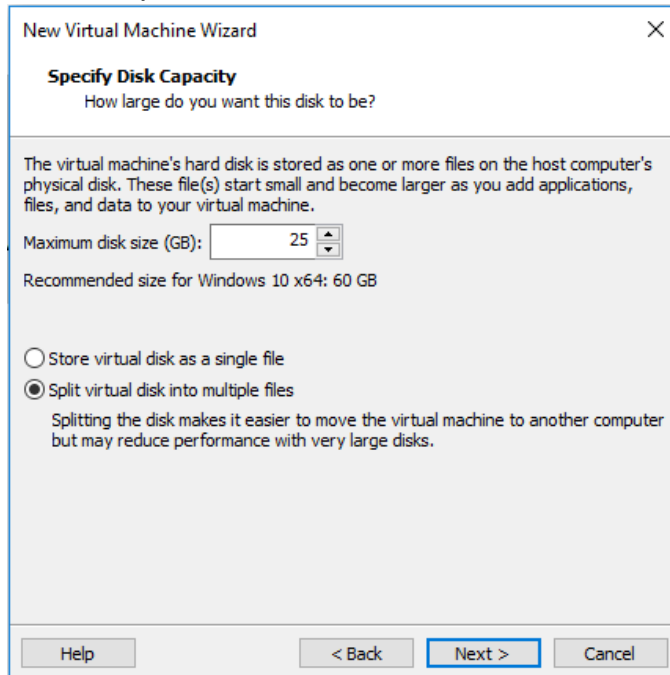 New Virtual Machine Wizard
Specify Disk Capacity
How large do you want this disk to be?
The virtual machine's hard disk is stored as one or more files on the host computer's
physical disk. These file(s) start small and become larger as you add applications,
files, and data to your virtual machine.
Maximum disk size (GB): 25
Recommended size for Windows 10 x64: 60 GB
Store virtual disk as a single file
Split virtual disk into multiple files
Splitting the disk makes it easier to move the virtual machine to another computer
but may reduce performance with very large disks.
Help < Back Next > Cancel